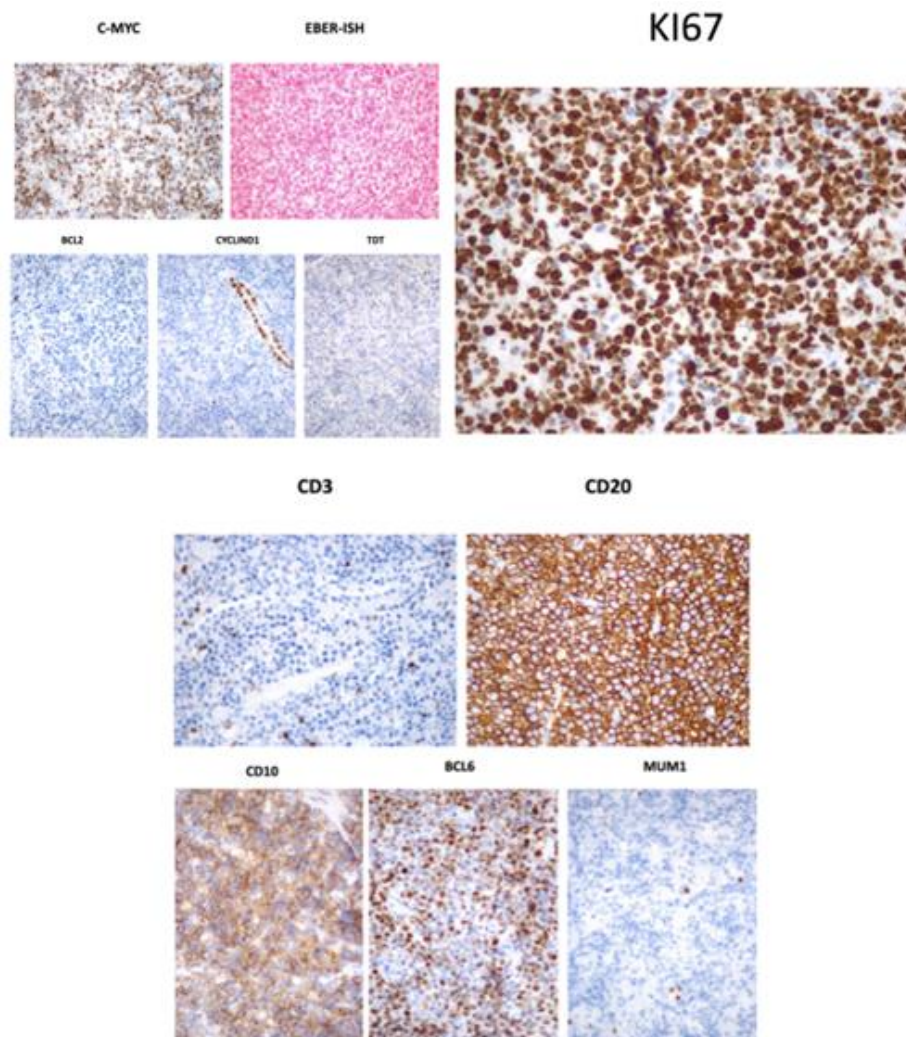 C-MYC
EBER-ISH
KI67
BCL2
CYCLIND1
TDT
CD3
CD20
CD10
BCL6
MUM1